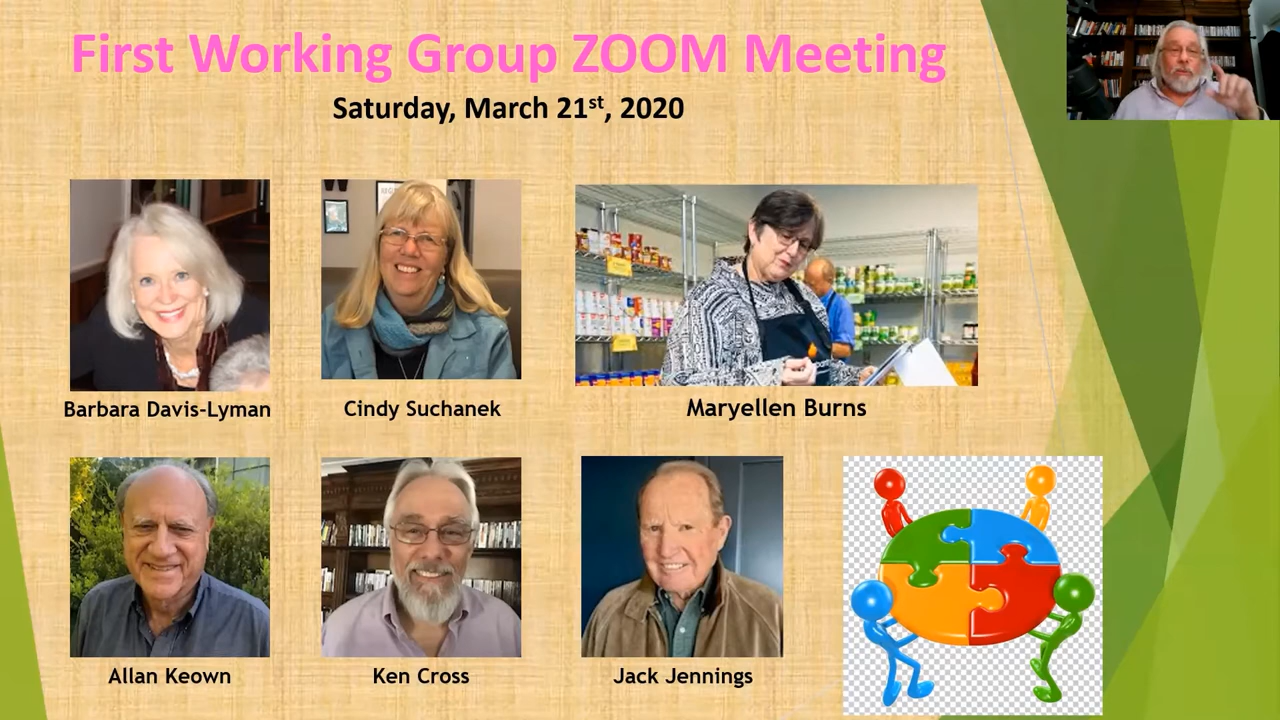 First Working Group ZOOM Meeting
Saturday, March 21st, 2020
Barbara Davis-Lyman
Cindy Suchanek
Maryellen Burns
Allan Keown
Ken Cross
Jack Jennings